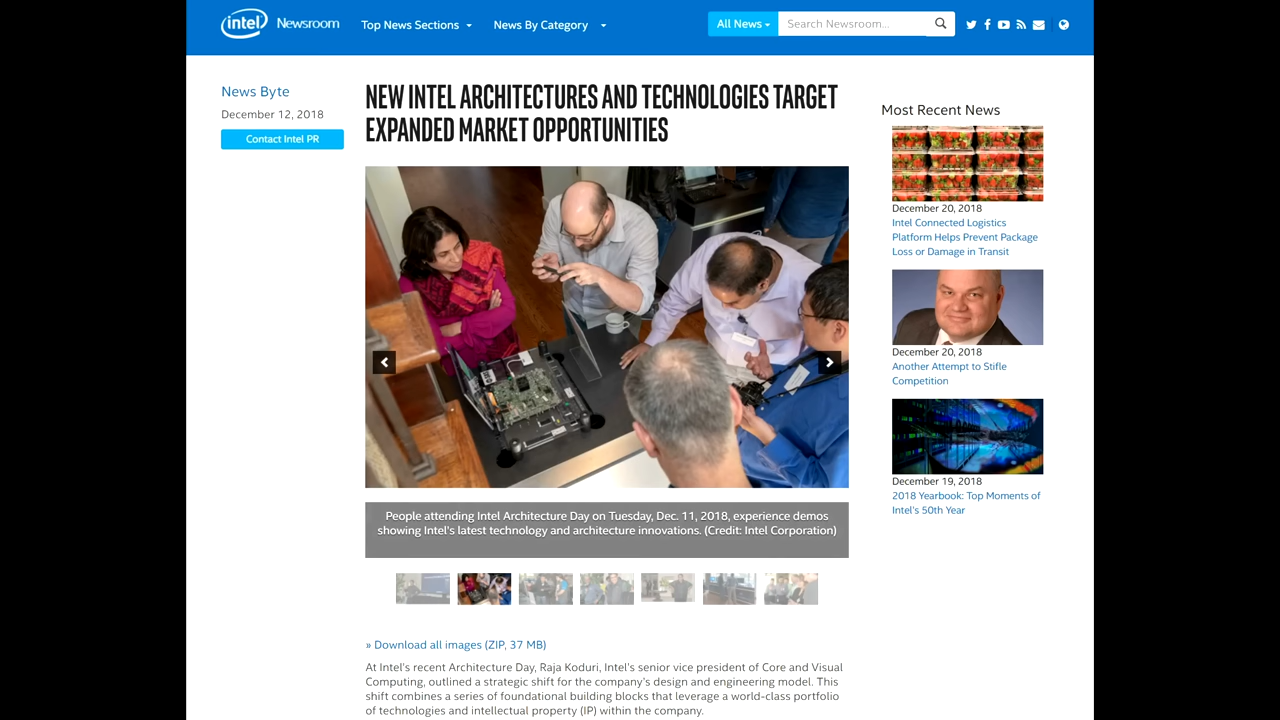 intel Newsroom
Top News Sections
News By Category
All News
Search Newsroom...
News Byte
December 12, 2018
Contact Intel PR
NEW INTEL ARCHITECTURES AND TECHNOLOGIES TARGET
EXPANDED MARKET OPPORTUNITIES
People attending Intel Architecture Day on Tuesday, Dec. 11, 2018, experience demos
showing Intel's latest technology and architecture innovations. (Credit: Intel Corporation)
» Download all images (ZIP, 37 MB)
At Intel's recent Architecture Day, Raja Koduri, Intel's senior vice president of Core and Visual
Computing, outlined a strategic shift for the company's design and engineering model. This
shift combines a series of foundational building blocks that leverage a world-class portfolio
of technologies and intellectual property (IP) within the company.
Most Recent News
December 20, 2018
Intel Connected Logistics
Platform Helps Prevent Package
Loss or Damage in Transit
December 20, 2018
Another Attempt to Stifle
Competition
December 19, 2018
2018 Yearbook: Top Moments of
Intel's 50th Year